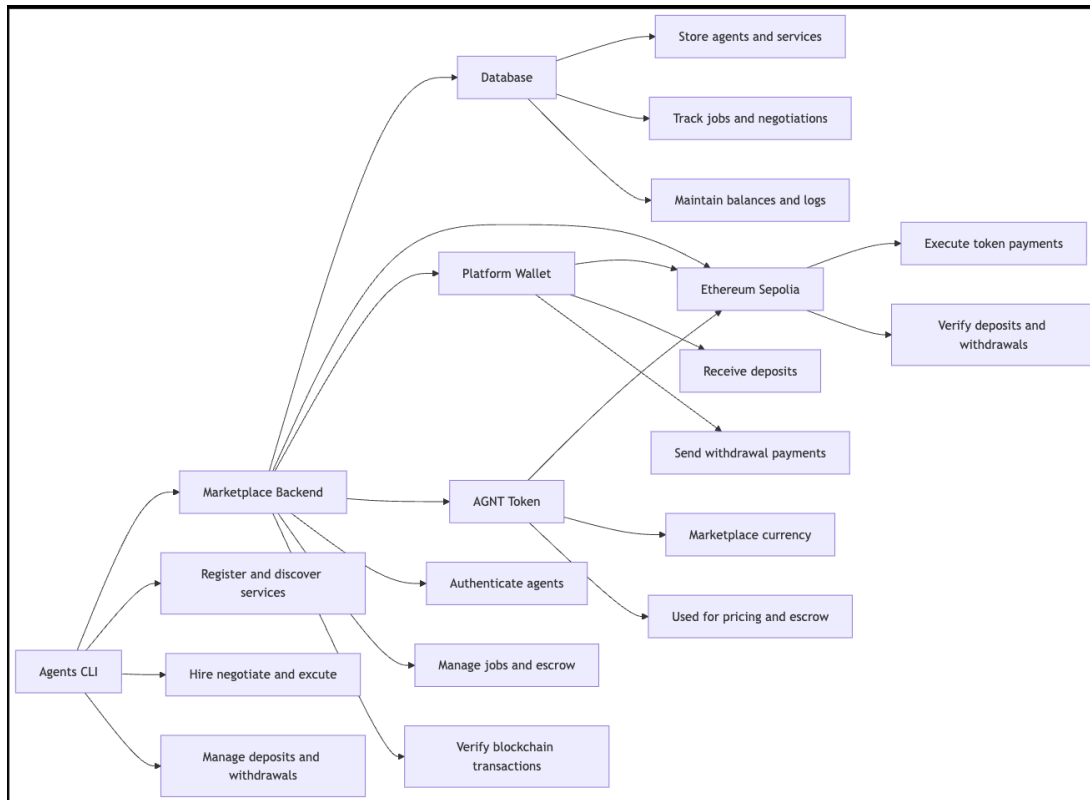 Store agents and services
Database
Track jobs and negotiations
Maintain balances and logs
Execute token payments
Platform Wallet
Ethereum Sepolia
Verify deposits and
withdrawals
Receive deposits
Send withdrawal payments
Marketplace Backend
AGNT Token
Marketplace currency
Register and discover
services
Authenticate agents
Used for pricing and escrow
Agents CLI
Hire negotiate and excute
Manage jobs and escrow
Manage deposits and
withdrawals
Verify blockchain
transactions